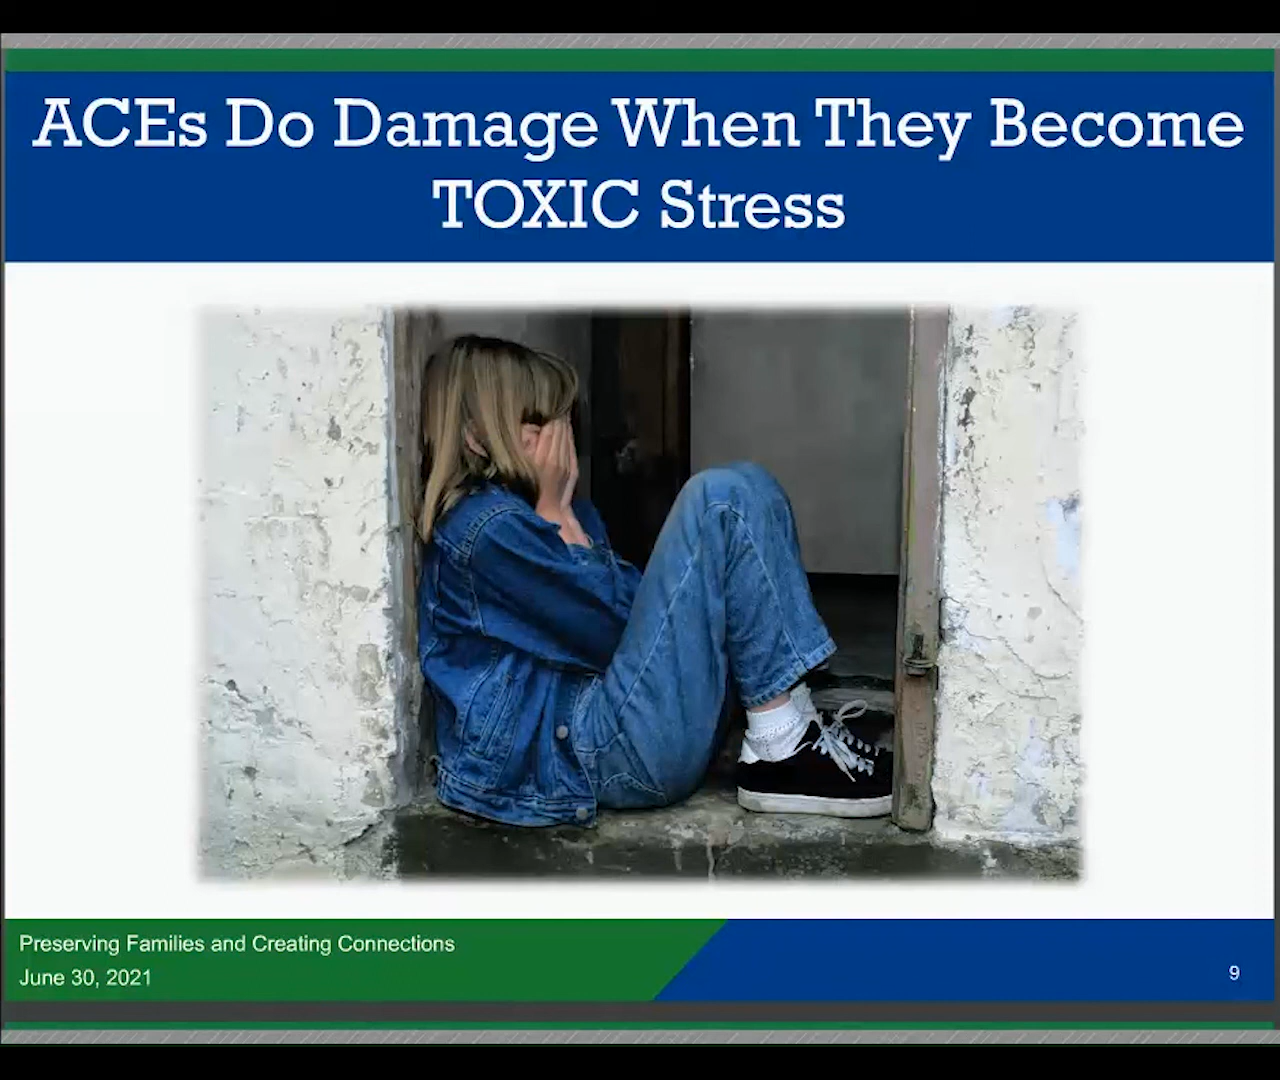 ACEs Do Damage When They Become
TOXIC Stress
Preserving Families and Creating Connections
June 30, 2021
9